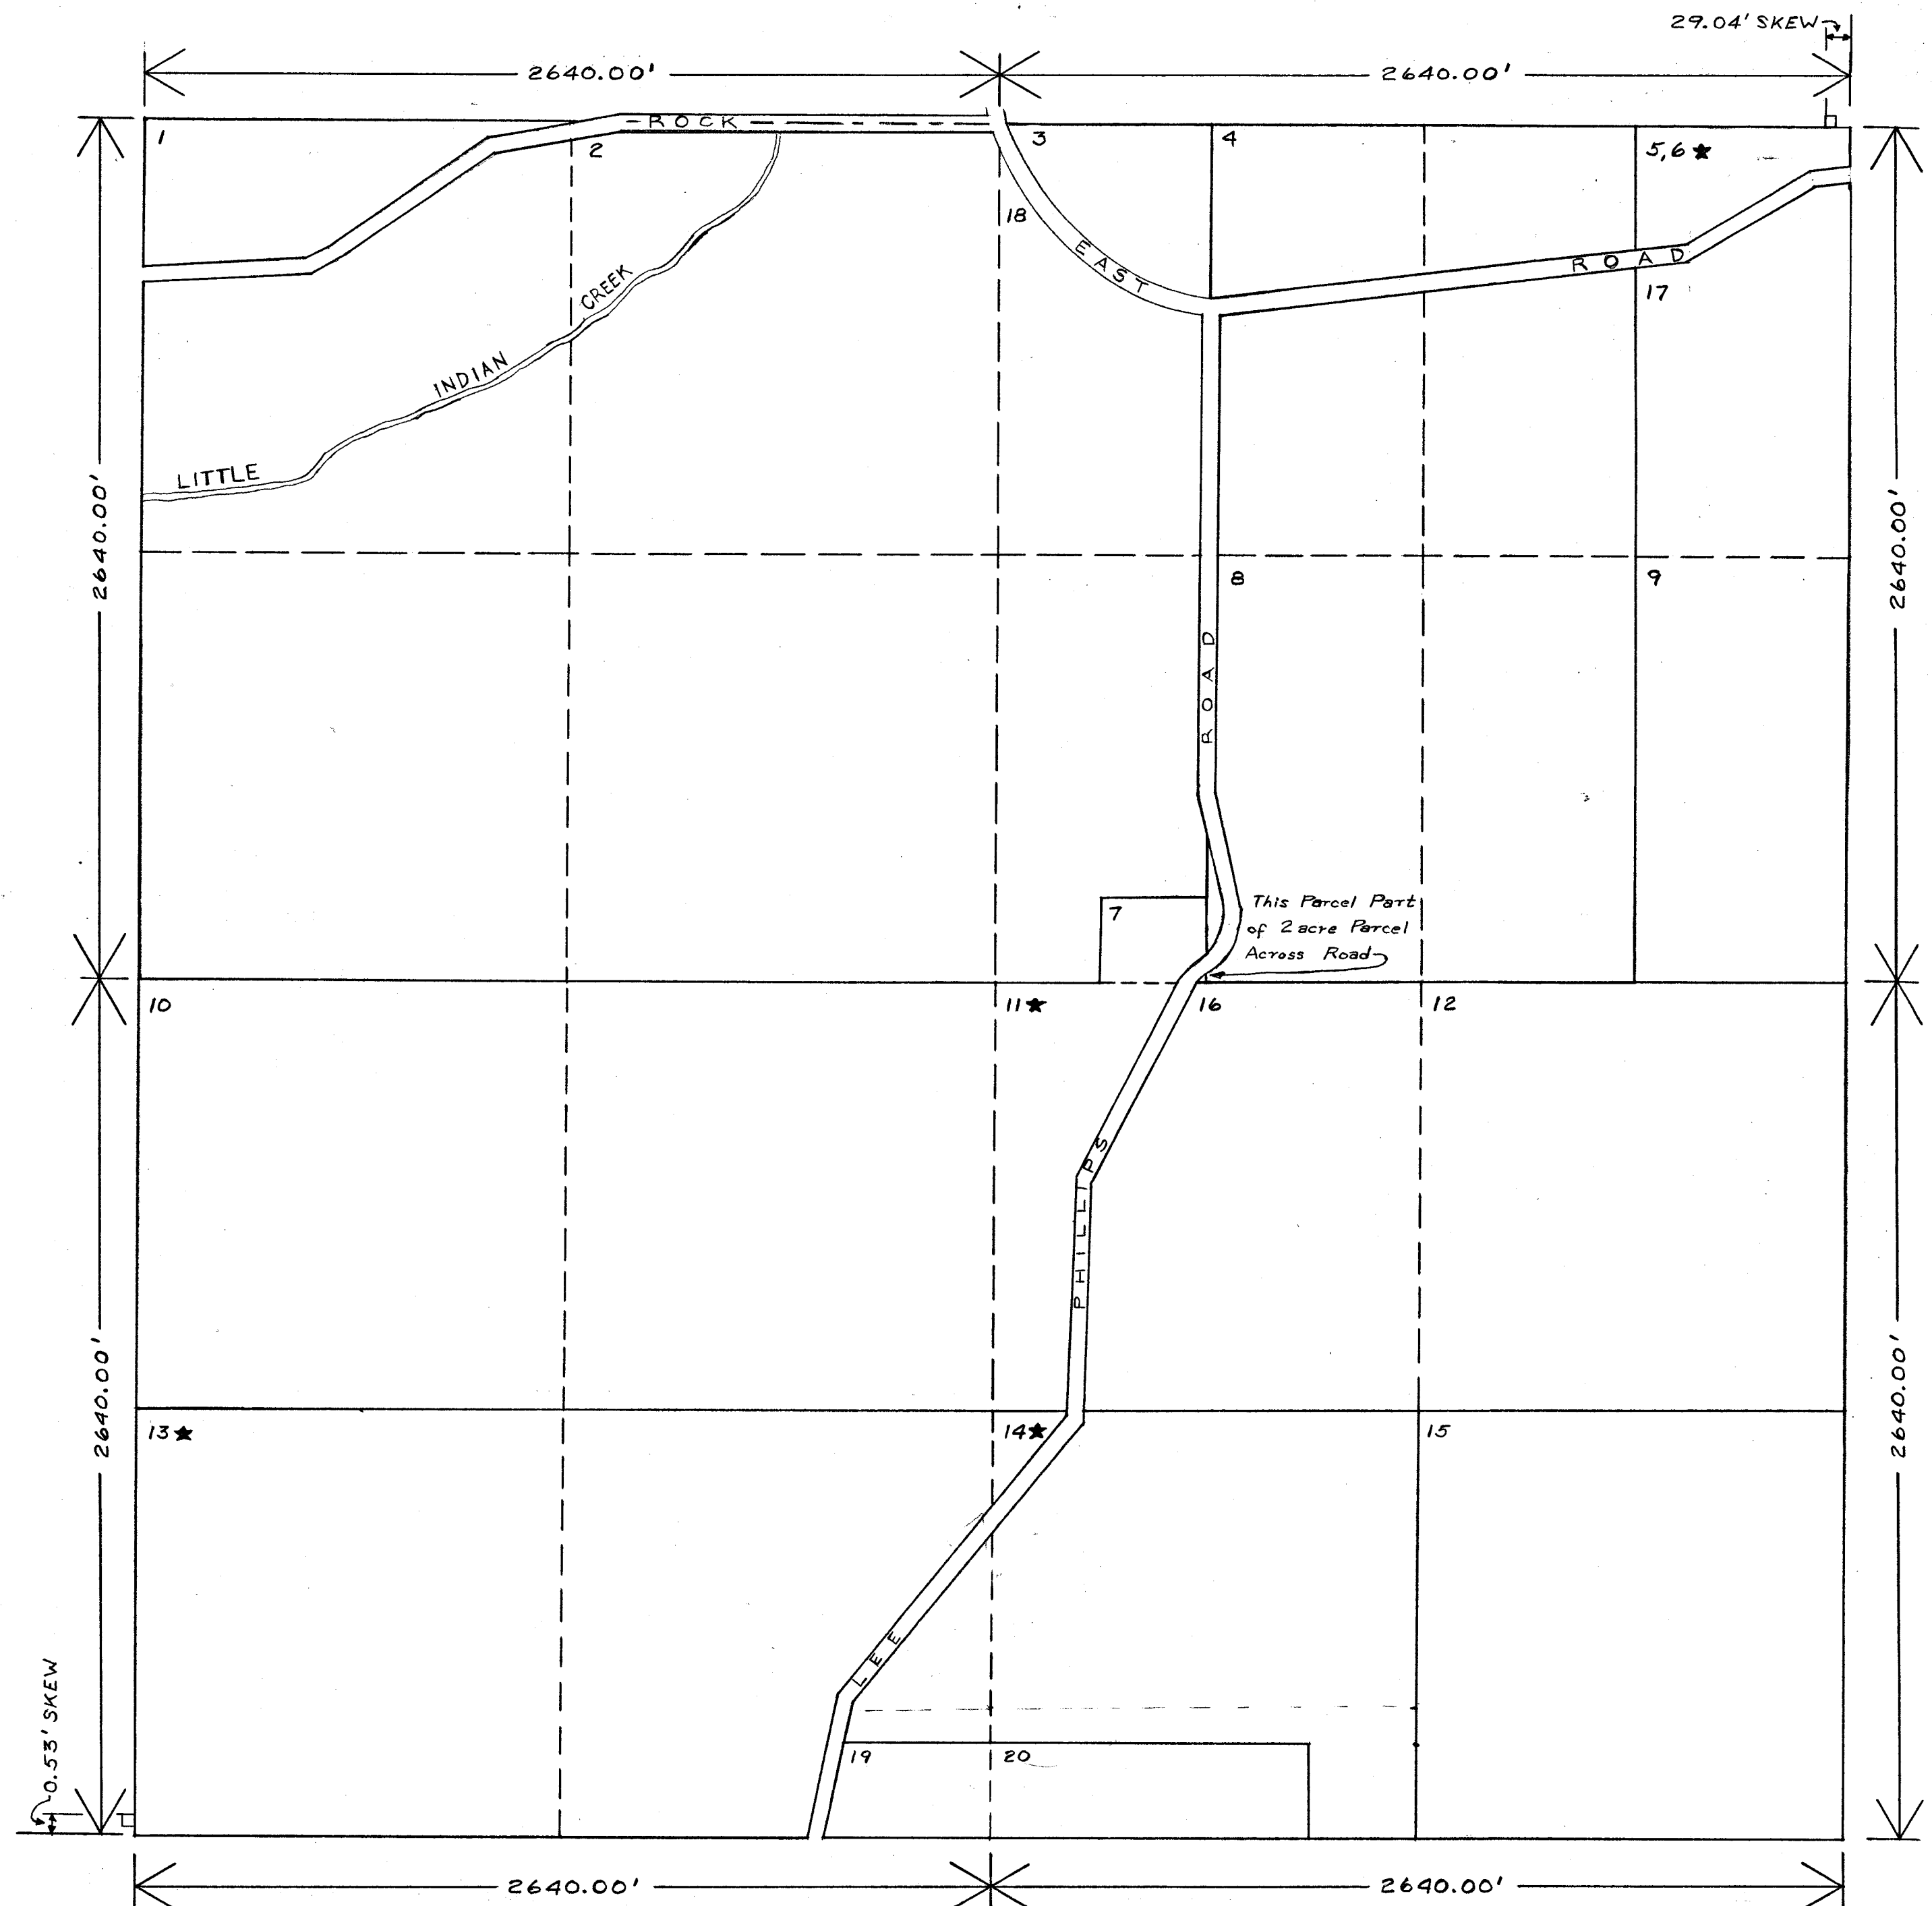 29.04' SKEW
2640.00'
2640.00'
1
ROCK
2
3
4
5,6 ★
18
EAST
ROAD
17
LITTLE INDIAN CREEK
2640.00'
2640.00'
8
9
ROAD
7
This Parcel Part
of 2 acre Parcel
Across Road
10
11 ★
16
12
PHILLIPS
13 ★
14 ★
15
2640.00'
2640.00'
LEE
19
20
0.53' SKEW
2640.00'
2640.00'